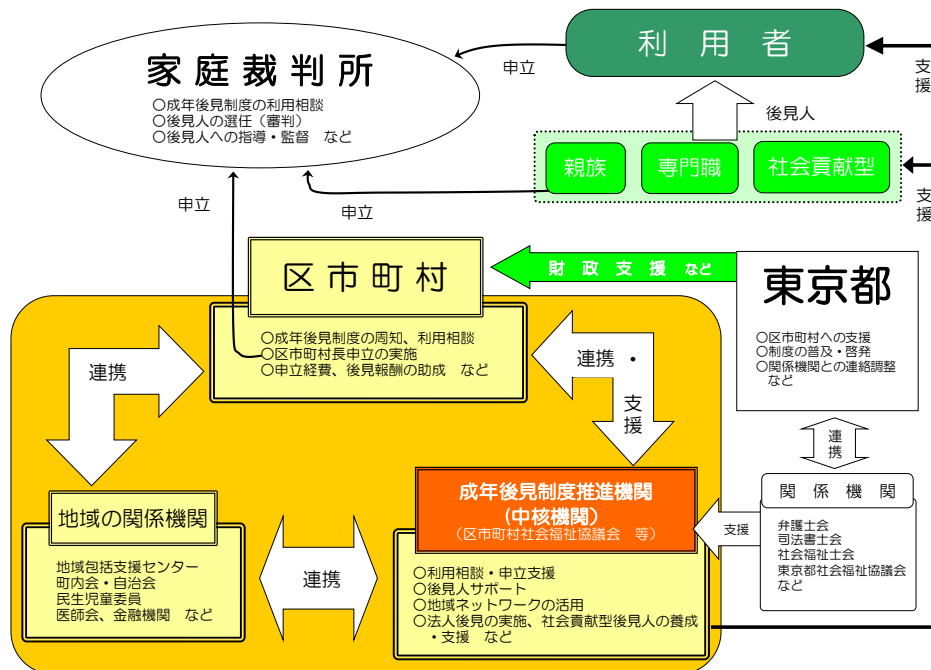 家庭裁判所
○成年後見制度の利用相談
○後見人の選任（審判）
○後見人への指導・監督　など
申立
利用者
支援
後見人
親族
専門職
社会貢献型
支援
申立
申立
区市町村
○成年後見制度の周知、利用相談
○区市町村長申立の実施
○申立経費、後見報酬の助成　など
財政支援 など
東京都
○区市町村への支援
○制度の普及・啓発
○関係機関との連絡調整
など
連携
連携・
支援
連携
地域の関係機関
地域包括支援センター
町内会・自治会
民生児童委員
医師会、金融機関　など
連携
成年後見制度推進機関
（中核機関）
（区市町村社会福祉協議会　等）
○利用相談・申立支援
○後見人サポート
○地域ネットワークの活用
○法人後見の実施、社会貢献型後見人の養成
・支援　など
支援
関係機関
弁護士会
司法書士会
社会福祉士会
東京都社会福祉協議会
など